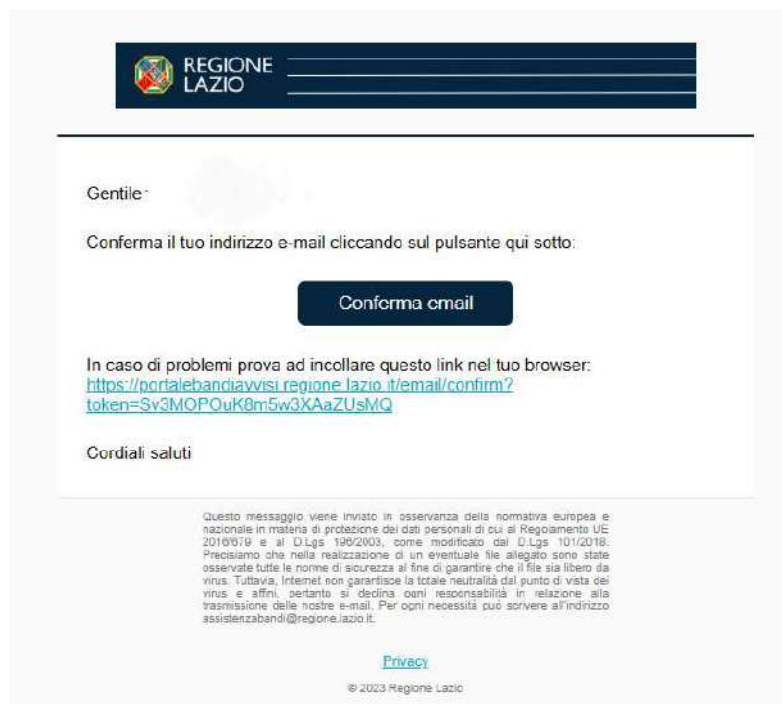 REGIONE
LAZIO
Gentile
Conferma il tuo indirizzo e-mail cliccando sul pulsante qui sotto:
Conferma email
In caso di problemi prova ad incollare questo link nel tuo browser:
https://portalebandiavvisi.regione.lazio.it/email/confirm?
token=Sv3MOPOuK8m5w3XAaZUsMQ
Cordiali saluti
Questo messaggio viene inviato in osservanza della normativa europea e
nazionale in materia di protezione dei dati personali di cui al Regolamento UE
2016/679 e al D.Lgs 196/2003, come modificato dal D.Lgs 101/2018.
Precisiamo che nella realizzazione di un eventuale file allegato sono state
osservate tutte le norme di sicurezza al fine di garantire che il file sia libero da
virus. Tuttavia, Internet non garantisce la totale neutralità dal punto di vista dei
virus e affini, pertanto si declina ogni responsabilità in relazione alla
trasmissione delle nostre e-mail. Per ogni necessità può scrivere all'indirizzo
assistenzabandi@regione.lazio.it.
Privacy
© 2023 Regione Lazio